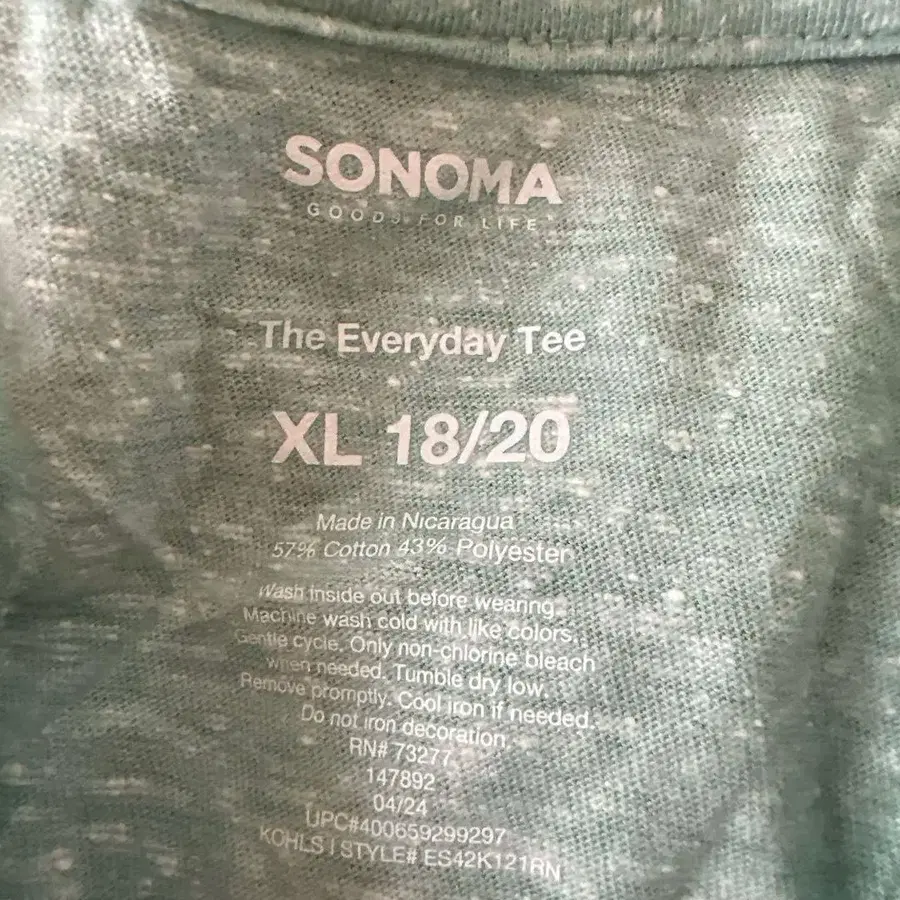 SONOMA
GOODS FOR LIFE
The Everyday Tee
XL 18/20
Made in Nicaragua
57% Cotton 43% Polyester
Wash inside out before wearing.
Machine wash cold with like colors.
Gentle cycle. Only non-chlorine bleach
when needed. Tumble dry low.
Remove promptly. Cool iron if needed.
Do not iron decoration.
RN# 73277
147892
04/24
UPC#400659299297
KOHLS | STYLE# ES42K121RN